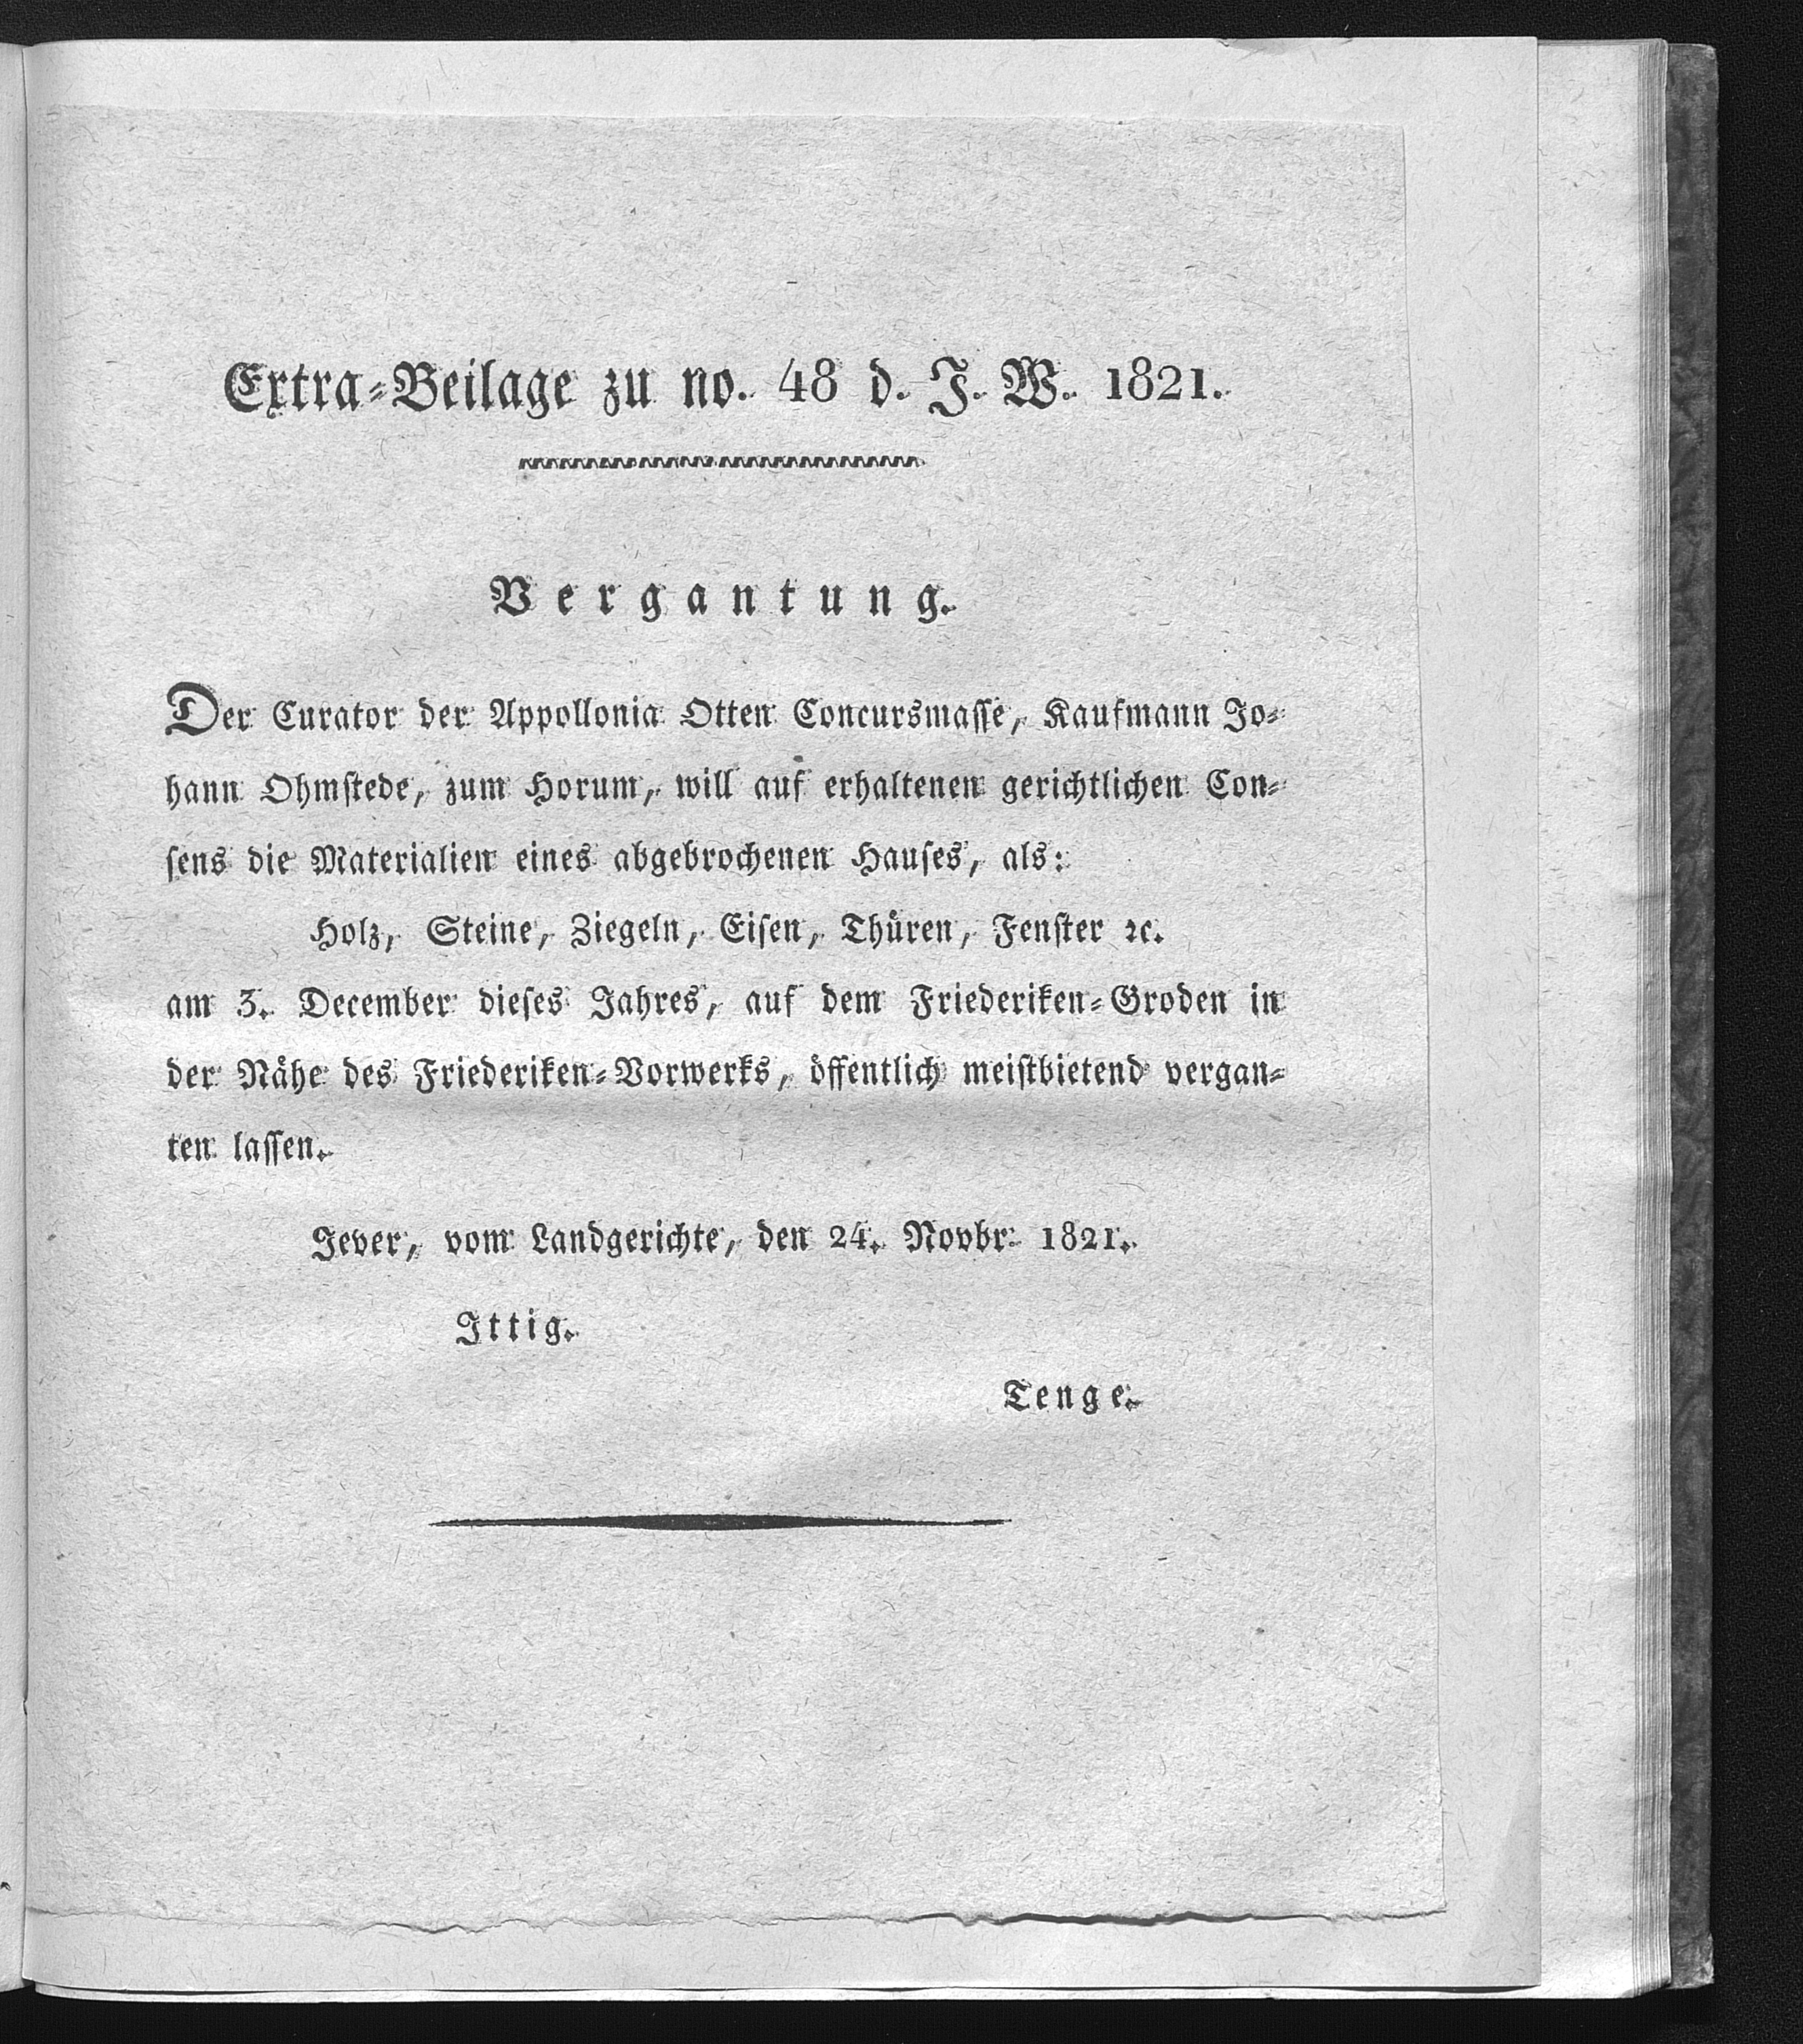 Extra-Beilage zu no. 48 d. J. W. 1821.
Vergantung.
Der Curator der Appollonia Otten Concursmasse, Kaufmann Jo-
hann Ohmstede, zum Horum, will auf erhaltenen gerichtlichen Con-
sens die Materialien eines abgebrochenen Hauses, als:
Holz, Steine, Ziegeln, Eisen, Thüren, Fenster ꝛc.
am 3. December dieses Jahres, auf dem Friederiken-Groden in
der Nähe des Friederiken-Vorwerks, öffentlich meistbietend vergan-
ten lassen.
Jever, vom Landgerichte, den 24. Novbr. 1821.
Ittig.
Tenge.